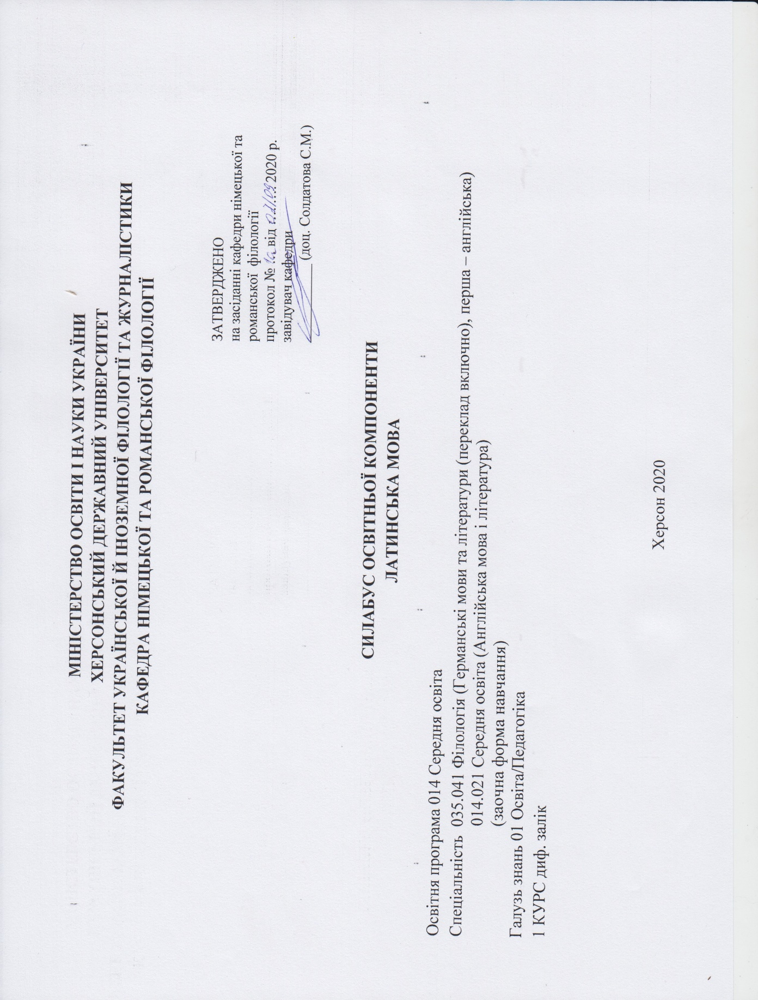 МІНІСТЕРСТВО ОСВІТИ І НАУКИ УКРАЇНИ
ХЕРСОНСЬКИЙ ДЕРЖАВНИЙ УНІВЕРСИТЕТ
ФАКУЛЬТЕТ УКРАЇНСЬКОЇ Й ІНОЗЕМНОЇ ФІЛОЛОГІЇ ТА ЖУРНАЛІСТИКИ
КАФЕДРА НІМЕЦЬКОЇ ТА РОМАНСЬКОЇ ФІЛОЛОГІЇ
ЗАТВЕРДЖЕНО
на засіданні кафедри німецької та
романської філології
протокол № 1а від 2020 р.
завідувач кафедри
(доц. Солдатова С.М.)
СИЛАБУС ОСВІТНЬОЇ КОМПОНЕНТИ
ЛАТИНСЬКА МОВА
Освітня програма 014 Середня освіта
Спеціальність 035.041 Філологія (Германські мови та літератури (переклад включно), перша – англійська)
014.021 Середня освіта (Англійська мова і література)
(заочна форма навчання)
Галузь знань 01 Освіта/Педагогіка
1 КУРС диф. залік
Херсон 2020